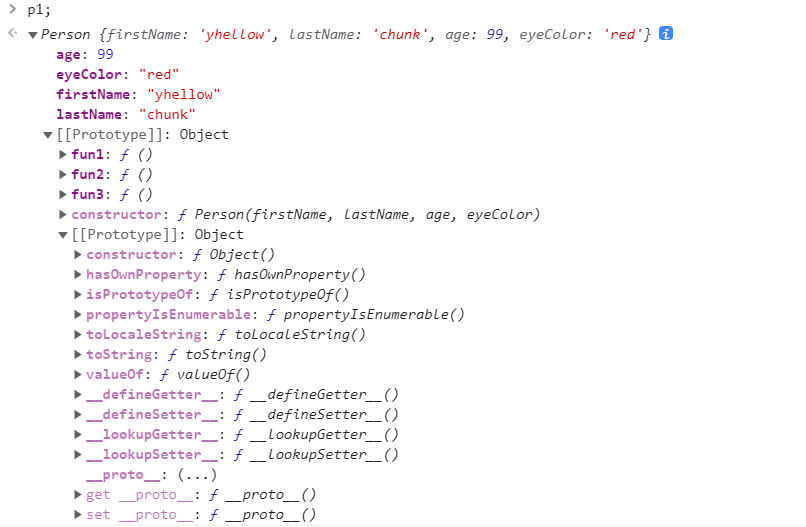 > p1;
Person {firstName: 'yhellow', lastName: 'chunk', age: 99, eyeColor: 'red'} i
age: 99
eyeColor: "red"
firstName: "yhellow"
lastName: "chunk"
[[Prototype]]: Object
fun1: ƒ ()
fun2: ƒ ()
fun3: ƒ ()
constructor: ƒ Person(firstName, lastName, age, eyeColor)
[[Prototype]]: Object
constructor: ƒ Object()
hasOwnProperty: ƒ hasOwnProperty()
isPrototypeOf: ƒ isPrototypeOf()
propertyIsEnumerable: ƒ propertyIsEnumerable()
toLocaleString: ƒ toLocaleString()
toString: ƒ toString()
valueOf: ƒ valueOf()
__defineGetter__: ƒ __defineGetter__()
__defineSetter__: ƒ __defineSetter__()
__lookupGetter__: ƒ __lookupGetter__()
__lookupSetter__: ƒ __lookupSetter__()
__proto__: (...)
get __proto__: ƒ __proto__()
set __proto__: ƒ __proto__()